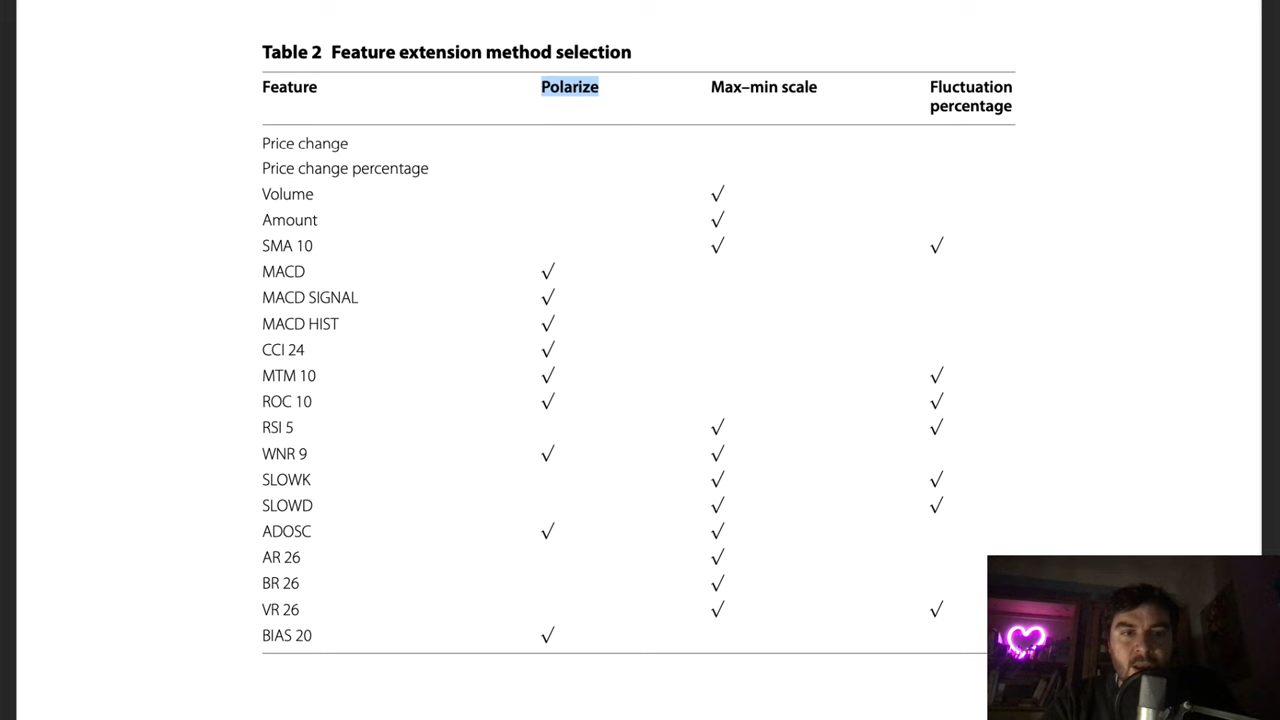 Table 2 Feature extension method selection
Feature Polarize Max–min scale Fluctuation percentage
Price change
Price change percentage
Volume √
Amount √
SMA 10 √ √
MACD √
MACD SIGNAL √
MACD HIST √
CCI 24 √
MTM 10 √ √
ROC 10 √ √
RSI 5 √ √
WNR 9 √ √
SLOWK √ √
SLOWD √ √
ADOSC √ √
AR 26 √
BR 26 √
VR 26 √ √
BIAS 20 √